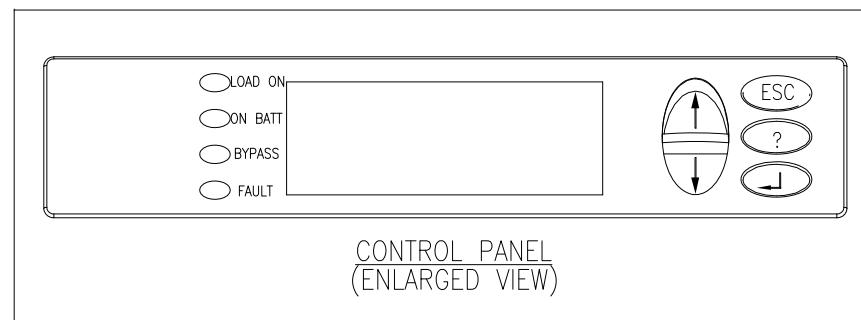 LOAD ON
ON BATT
BYPASS
FAULT
ESC
?
CONTROL PANEL
(ENLARGED VIEW)